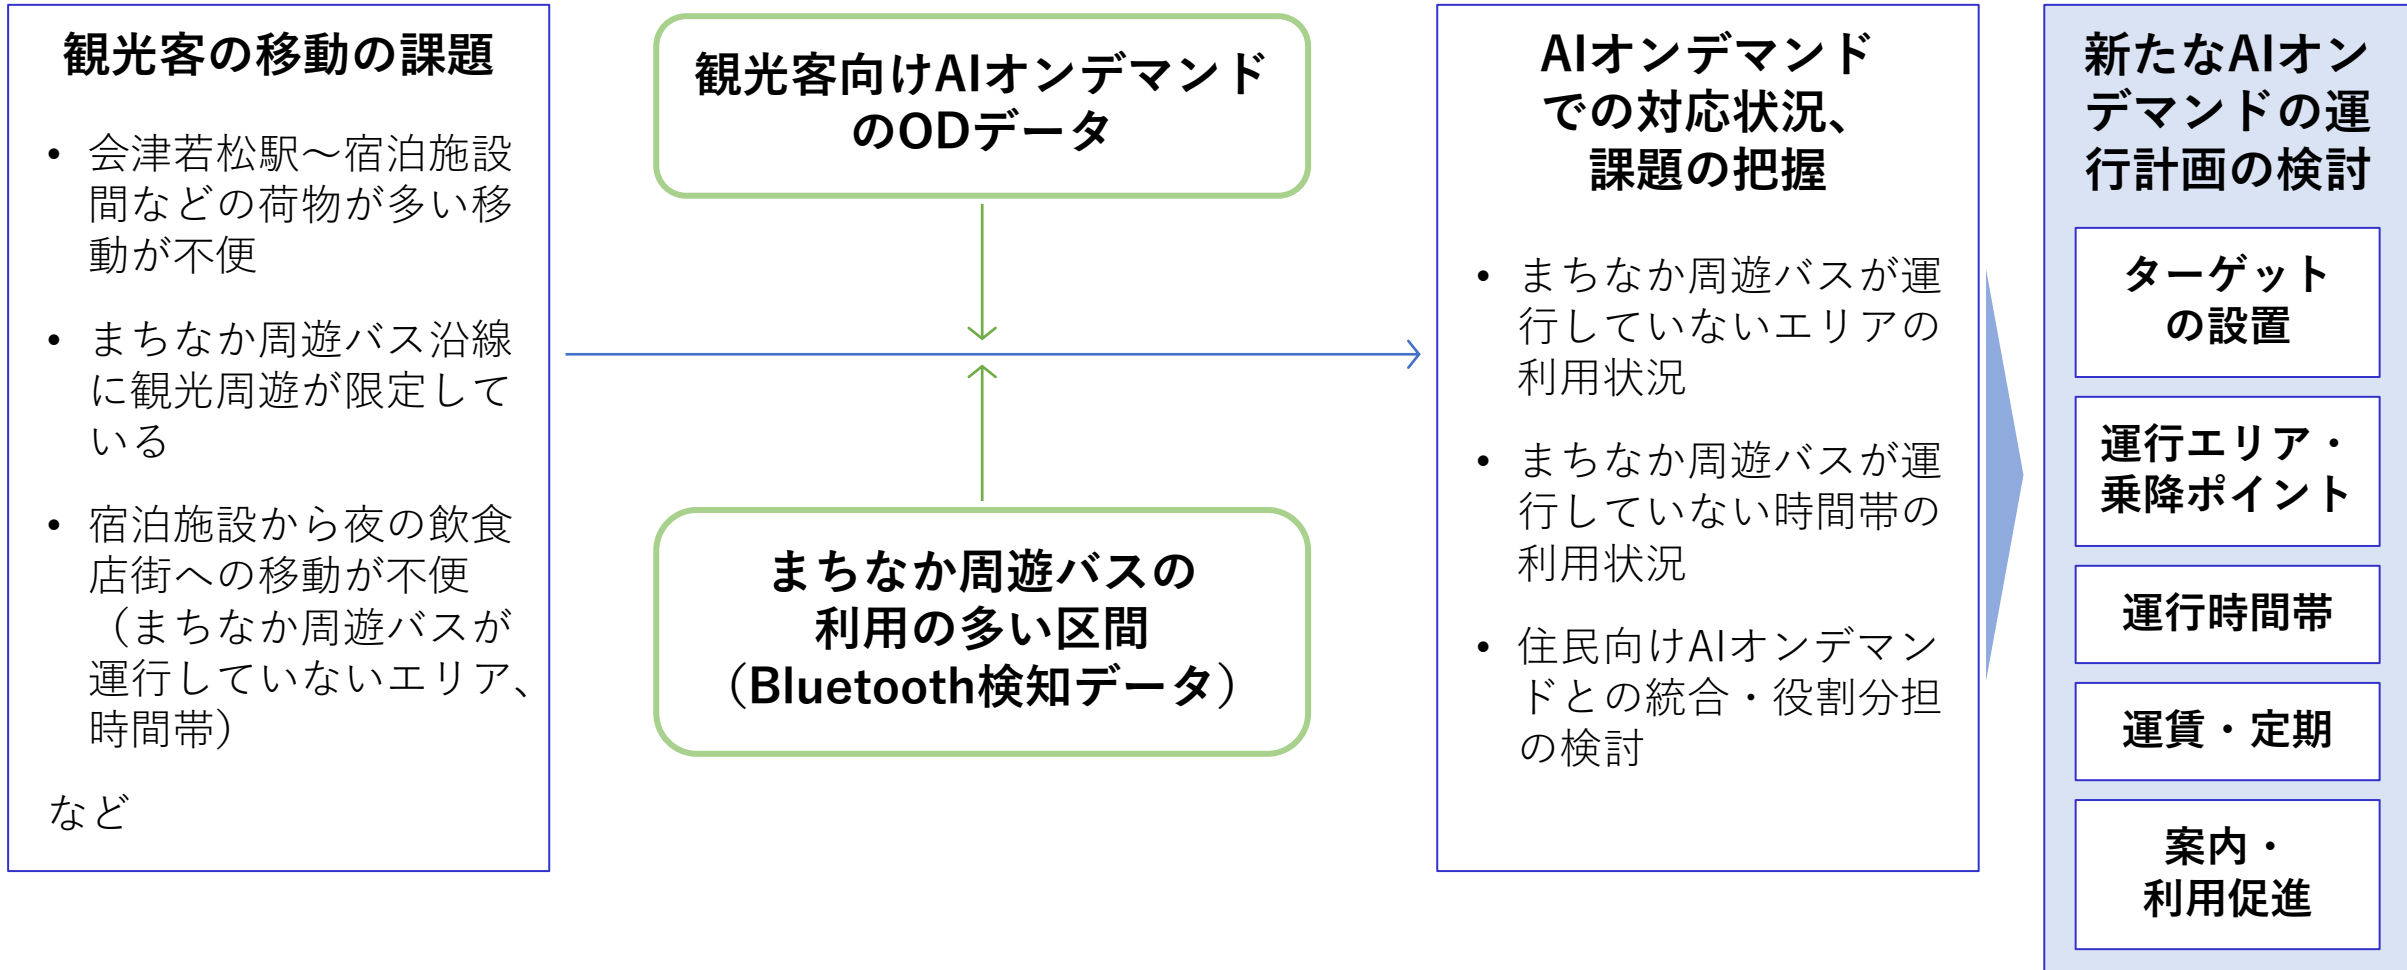 観光客の移動の課題
• 会津若松駅～宿泊施設
間などの荷物が多い移
動が不便
• まちなか周遊バス沿線
に観光周遊が限定して
いる
• 宿泊施設から夜の飲食
店街への移動が不便
（まちなか周遊バスが
運行していないエリア、
時間帯）
など
観光客向けAIオンデマンド
のODデータ
まちなか周遊バスの
利用の多い区間
（Bluetooth検知データ）
AIオンデマンド
での対応状況、
課題の把握
• まちなか周遊バスが運
行していないエリアの
利用状況
• まちなか周遊バスが運
行していない時間帯の
利用状況
• 住民向けAIオンデマン
ドとの統合・役割分担
の検討
新たなAIオン
デマンドの運
行計画の検討
ターゲット
の設置
運行エリア・
乗降ポイント
運行時間帯
運賃・定期
案内・
利用促進